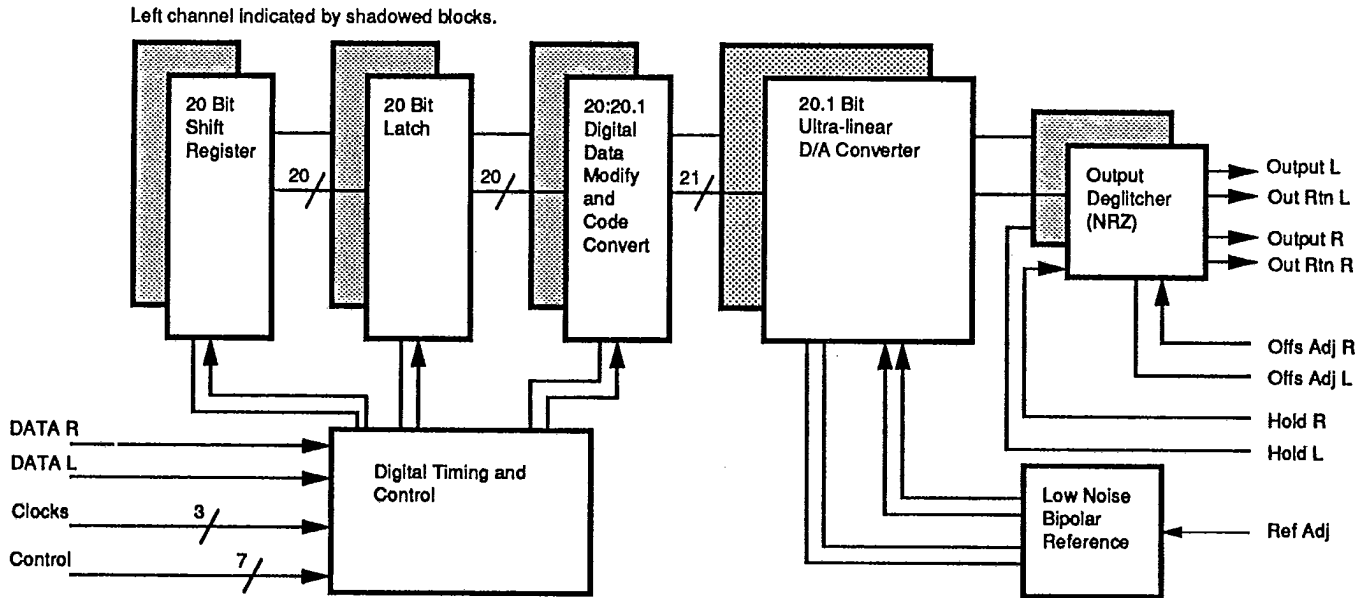 Left channel indicated by shadowed blocks.
20 Bit
Shift
Register
20
20 Bit
Latch
20
20:20.1
Digital
Data
Modify
and
Code
Convert
21
20.1 Bit
Ultra-linear
D/A Converter
Output
Deglitcher
(NRZ)
Output L
Out Rtn L
Output R
Out Rtn R
Offs Adj R
Offs Adj L
Hold R
Hold L
DATA R
DATA L
Clocks
3
Control
7
Digital Timing and
Control
Low Noise
Bipolar
Reference
Ref Adj